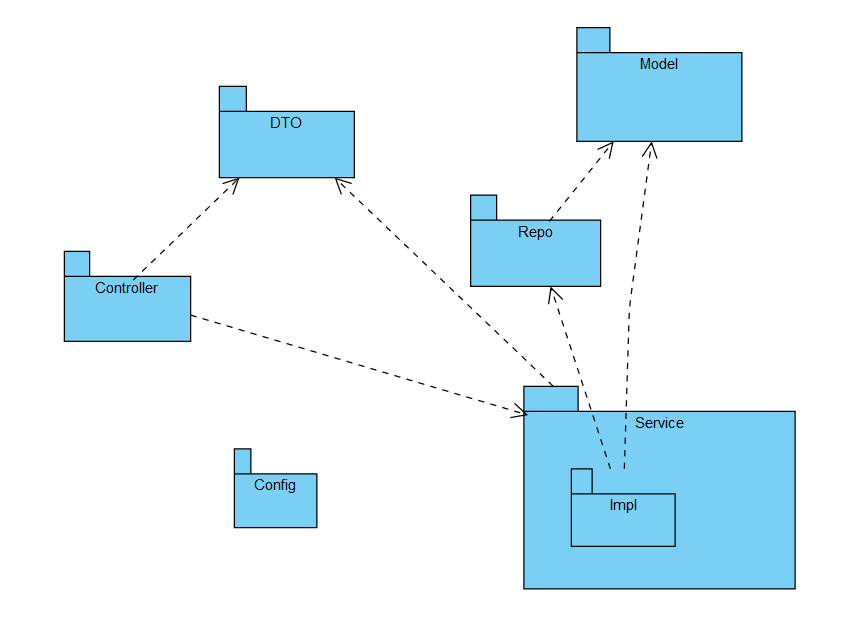 Model
DTO
Repo
Controller
Service
Config
Impl